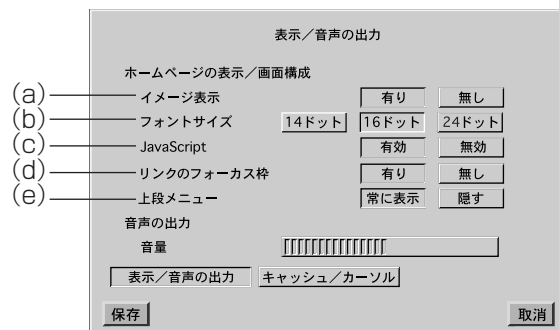 表示／音声の出力
ホームページの表示／画面構成
(a) イメージ表示 有り 無し
(b) フォントサイズ 14ドット 16ドット 24ドット
(c) JavaScript 有効 無効
(d) リンクのフォーカス枠 有り 無し
(e) 上段メニュー 常に表示 隠す
音声の出力
音量
表示／音声の出力 キャッシュ／カーソル
保存 取消